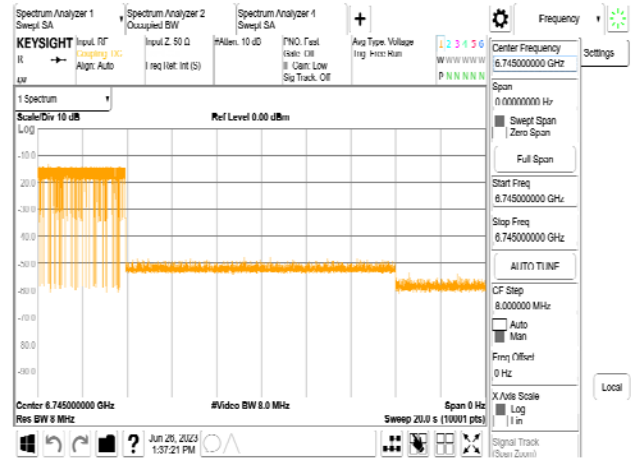 Spectrum Analyzer 1
Swept SA
Spectrum Analyzer 2
Occupied BW
Spectrum Analyzer 4
Swept SA
+
Frequency
KEYSIGHT
R
Input: RF
Coupling: DC
Align: Auto
Input Z: 50 Ω
Freq Ref: Int (S)
#Atten: 10 dB
PNO: Fast
Gate: Off
IF Gain: Low
Sig Track: Off
Avg Type: Voltage
Trig: Free Run
1 2 3 4 5 6
W W W W W W
P N N N N N
1 Spectrum
Scale/Div 10 dB
Ref Level 0.00 dBm
Log
-10.0
-20.0
-30.0
-40.0
-50.0
-60.0
-70.0
-80.0
-90.0
Center 6.745000000 GHz
#Video BW 8.0 MHz
Span 0 Hz
Res BW 8 MHz
Sweep 20.0 s (10001 pts)
?
Jun 26, 2023
1:37:21 PM
Center Frequency
6.745000000 GHz
Settings
Span
0.00000000 Hz
Swept Span
Zero Span
Full Span
Start Freq
6.745000000 GHz
Stop Freq
6.745000000 GHz
AUTO TUNE
CF Step
8.000000 MHz
Auto
Man
Freq Offset
0 Hz
X Axis Scale
Log
Lin
Local
Signal Track
(Span Zoom)